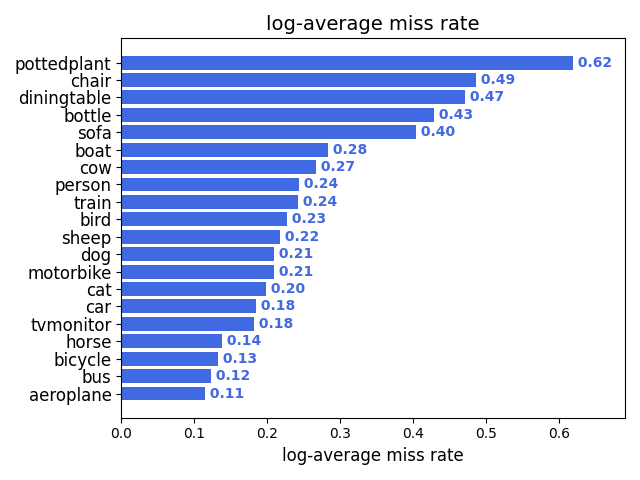 log-average miss rate
pottedplant 0.62
chair 0.49
diningtable 0.47
bottle 0.43
sofa 0.40
boat 0.28
cow 0.27
person 0.24
train 0.24
bird 0.23
sheep 0.22
dog 0.21
motorbike 0.21
cat 0.20
car 0.18
tvmonitor 0.18
horse 0.14
bicycle 0.13
bus 0.12
aeroplane 0.11
0.0 0.1 0.2 0.3 0.4 0.5 0.6
log-average miss rate